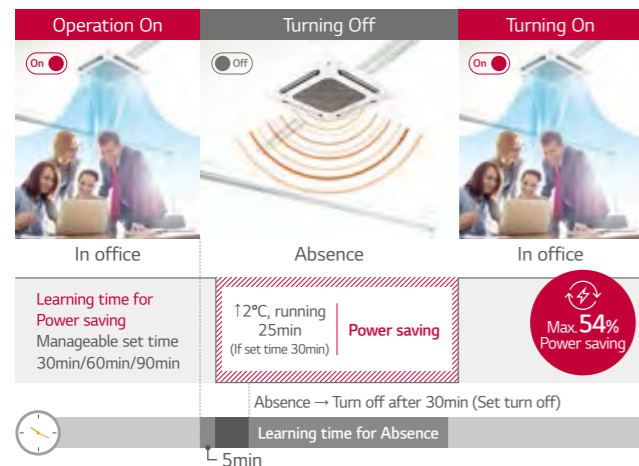 Operation On
Turning Off
Turning On
On
Off
On
In office
Absence
In office
Learning time for
Power saving
Manageable set time
30min/60min/90min
↑2℃, running
25min
(If set time 30min)
Power saving
Max.54%
Power saving
Absence → Turn off after 30min (Set turn off)
Learning time for Absence
5min